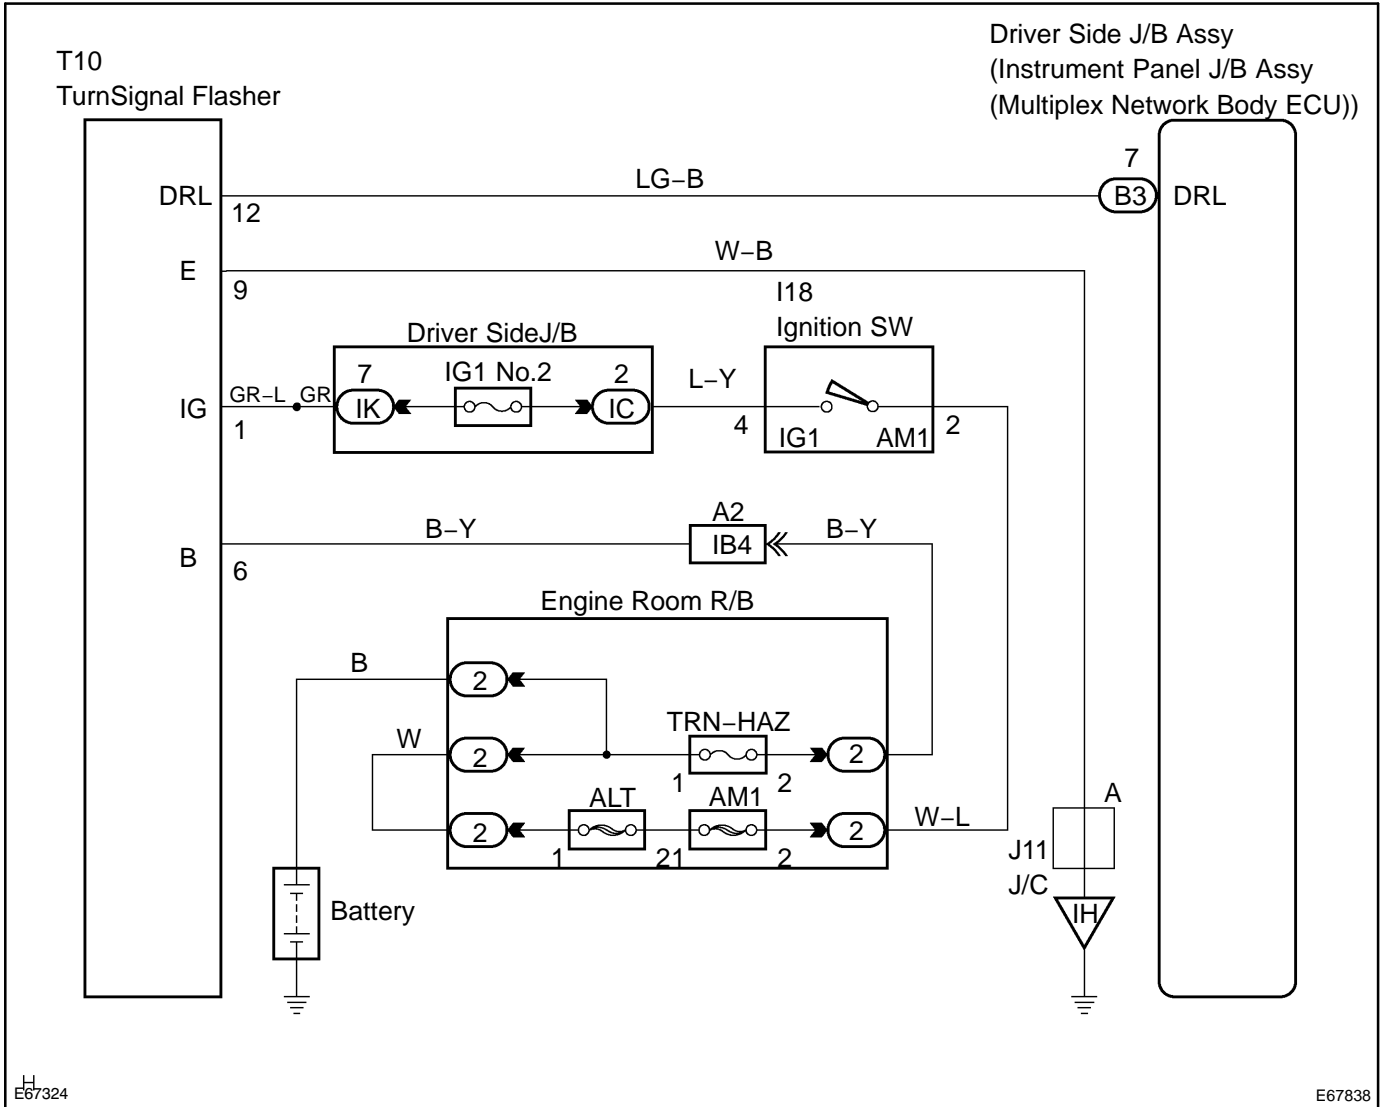 Driver Side J/B Assy
(Instrument Panel J/B Assy
(Multiplex Network Body ECU))
T10
TurnSignal Flasher
7
LG−B
DRL
12
B3
DRL
W−B
E
9
I18
Ignition SW
Driver SideJ/B
7
IG1 No.2
2
L−Y
GR−L
GR
IG
1
IK
IC
4
IG1
AM1
2
A2
B−Y
IB4
B−Y
B
6
Engine Room R/B
B
2
TRN−HAZ
W
2
2
1
2
ALT
AM1
2
2
W−L
1
21
2
A
J11
J/C
IH
Battery
H
E67324
E67838